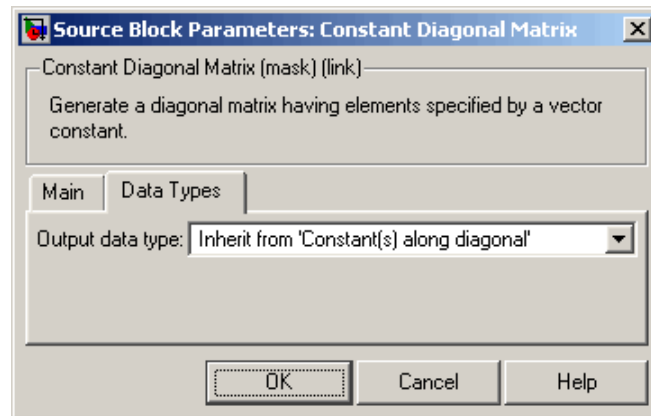 Source Block Parameters: Constant Diagonal Matrix
Constant Diagonal Matrix (mask) (link)
Generate a diagonal matrix having elements specified by a vector
constant.
Main Data Types
Output data type: Inherit from 'Constant(s) along diagonal'
OK Cancel Help